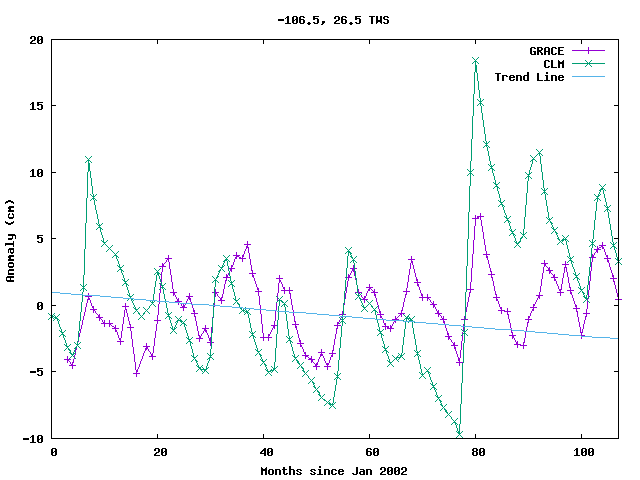 -106.5, 26.5 TWS
GRACE
CLM
Trend Line
20
15
10
5
0
-5
-10
Anomaly (cm)
0 20 40 60 80 100
Months since Jan 2002